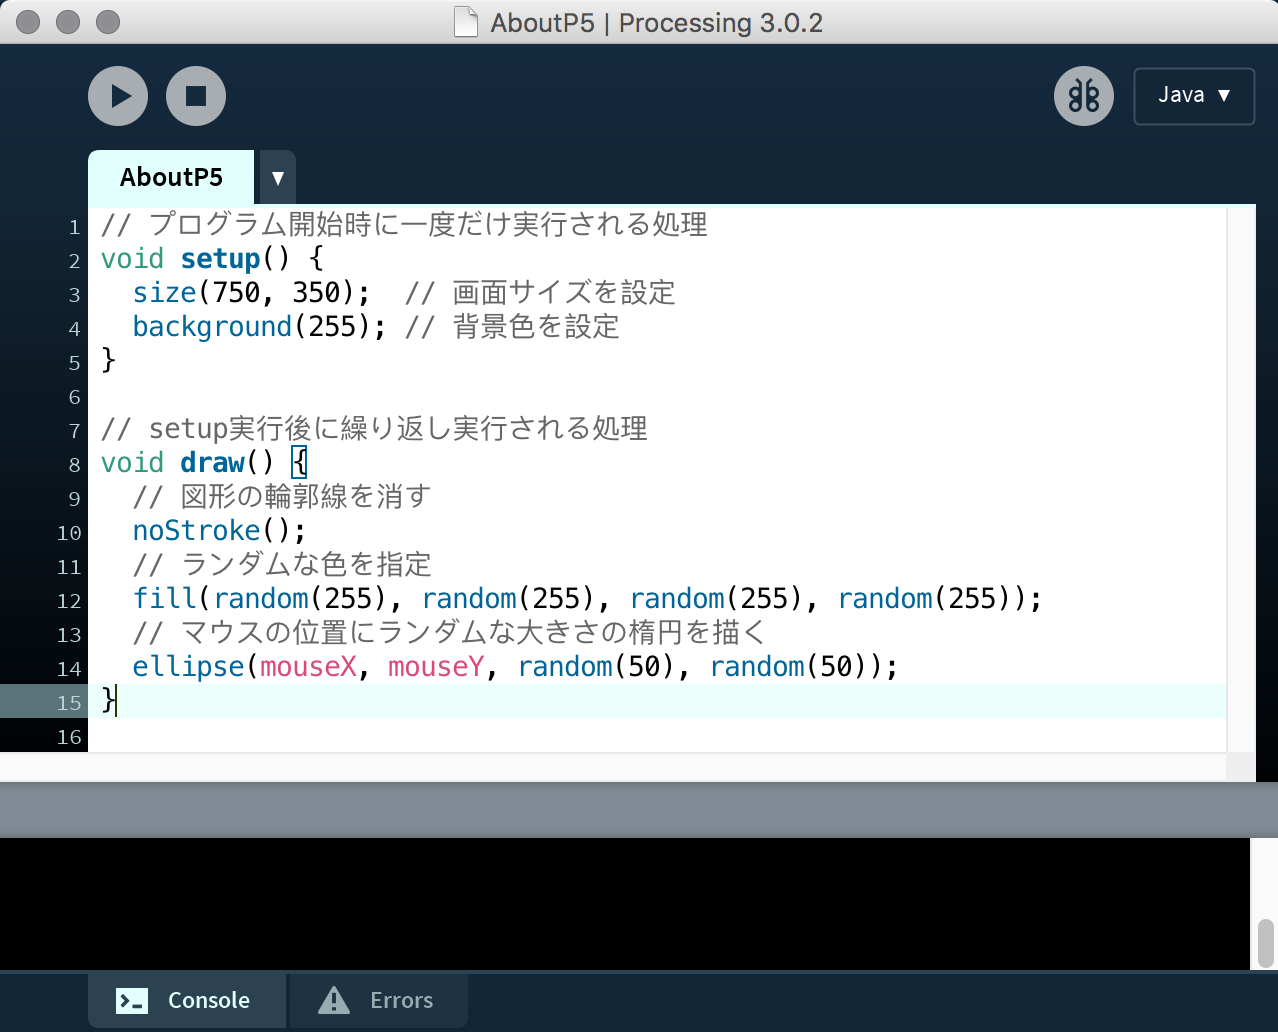 AboutP5 | Processing 3.0.2
Java ▼
AboutP5 ▼
1 // プログラム開始時に一度だけ実行される処理
2 void setup() {
3   size(750, 350);  // 画面サイズを設定
4   background(255); // 背景色を設定
5 }
6
7 // setup実行後に繰り返し実行される処理
8 void draw() {
9   // 図形の輪郭線を消す
10   noStroke();
11   // ランダムな色を指定
12   fill(random(255), random(255), random(255), random(255));
13   // マウスの位置にランダムな大きさの楕円を描く
14   ellipse(mouseX, mouseY, random(50), random(50));
15 }
16
Console Errors